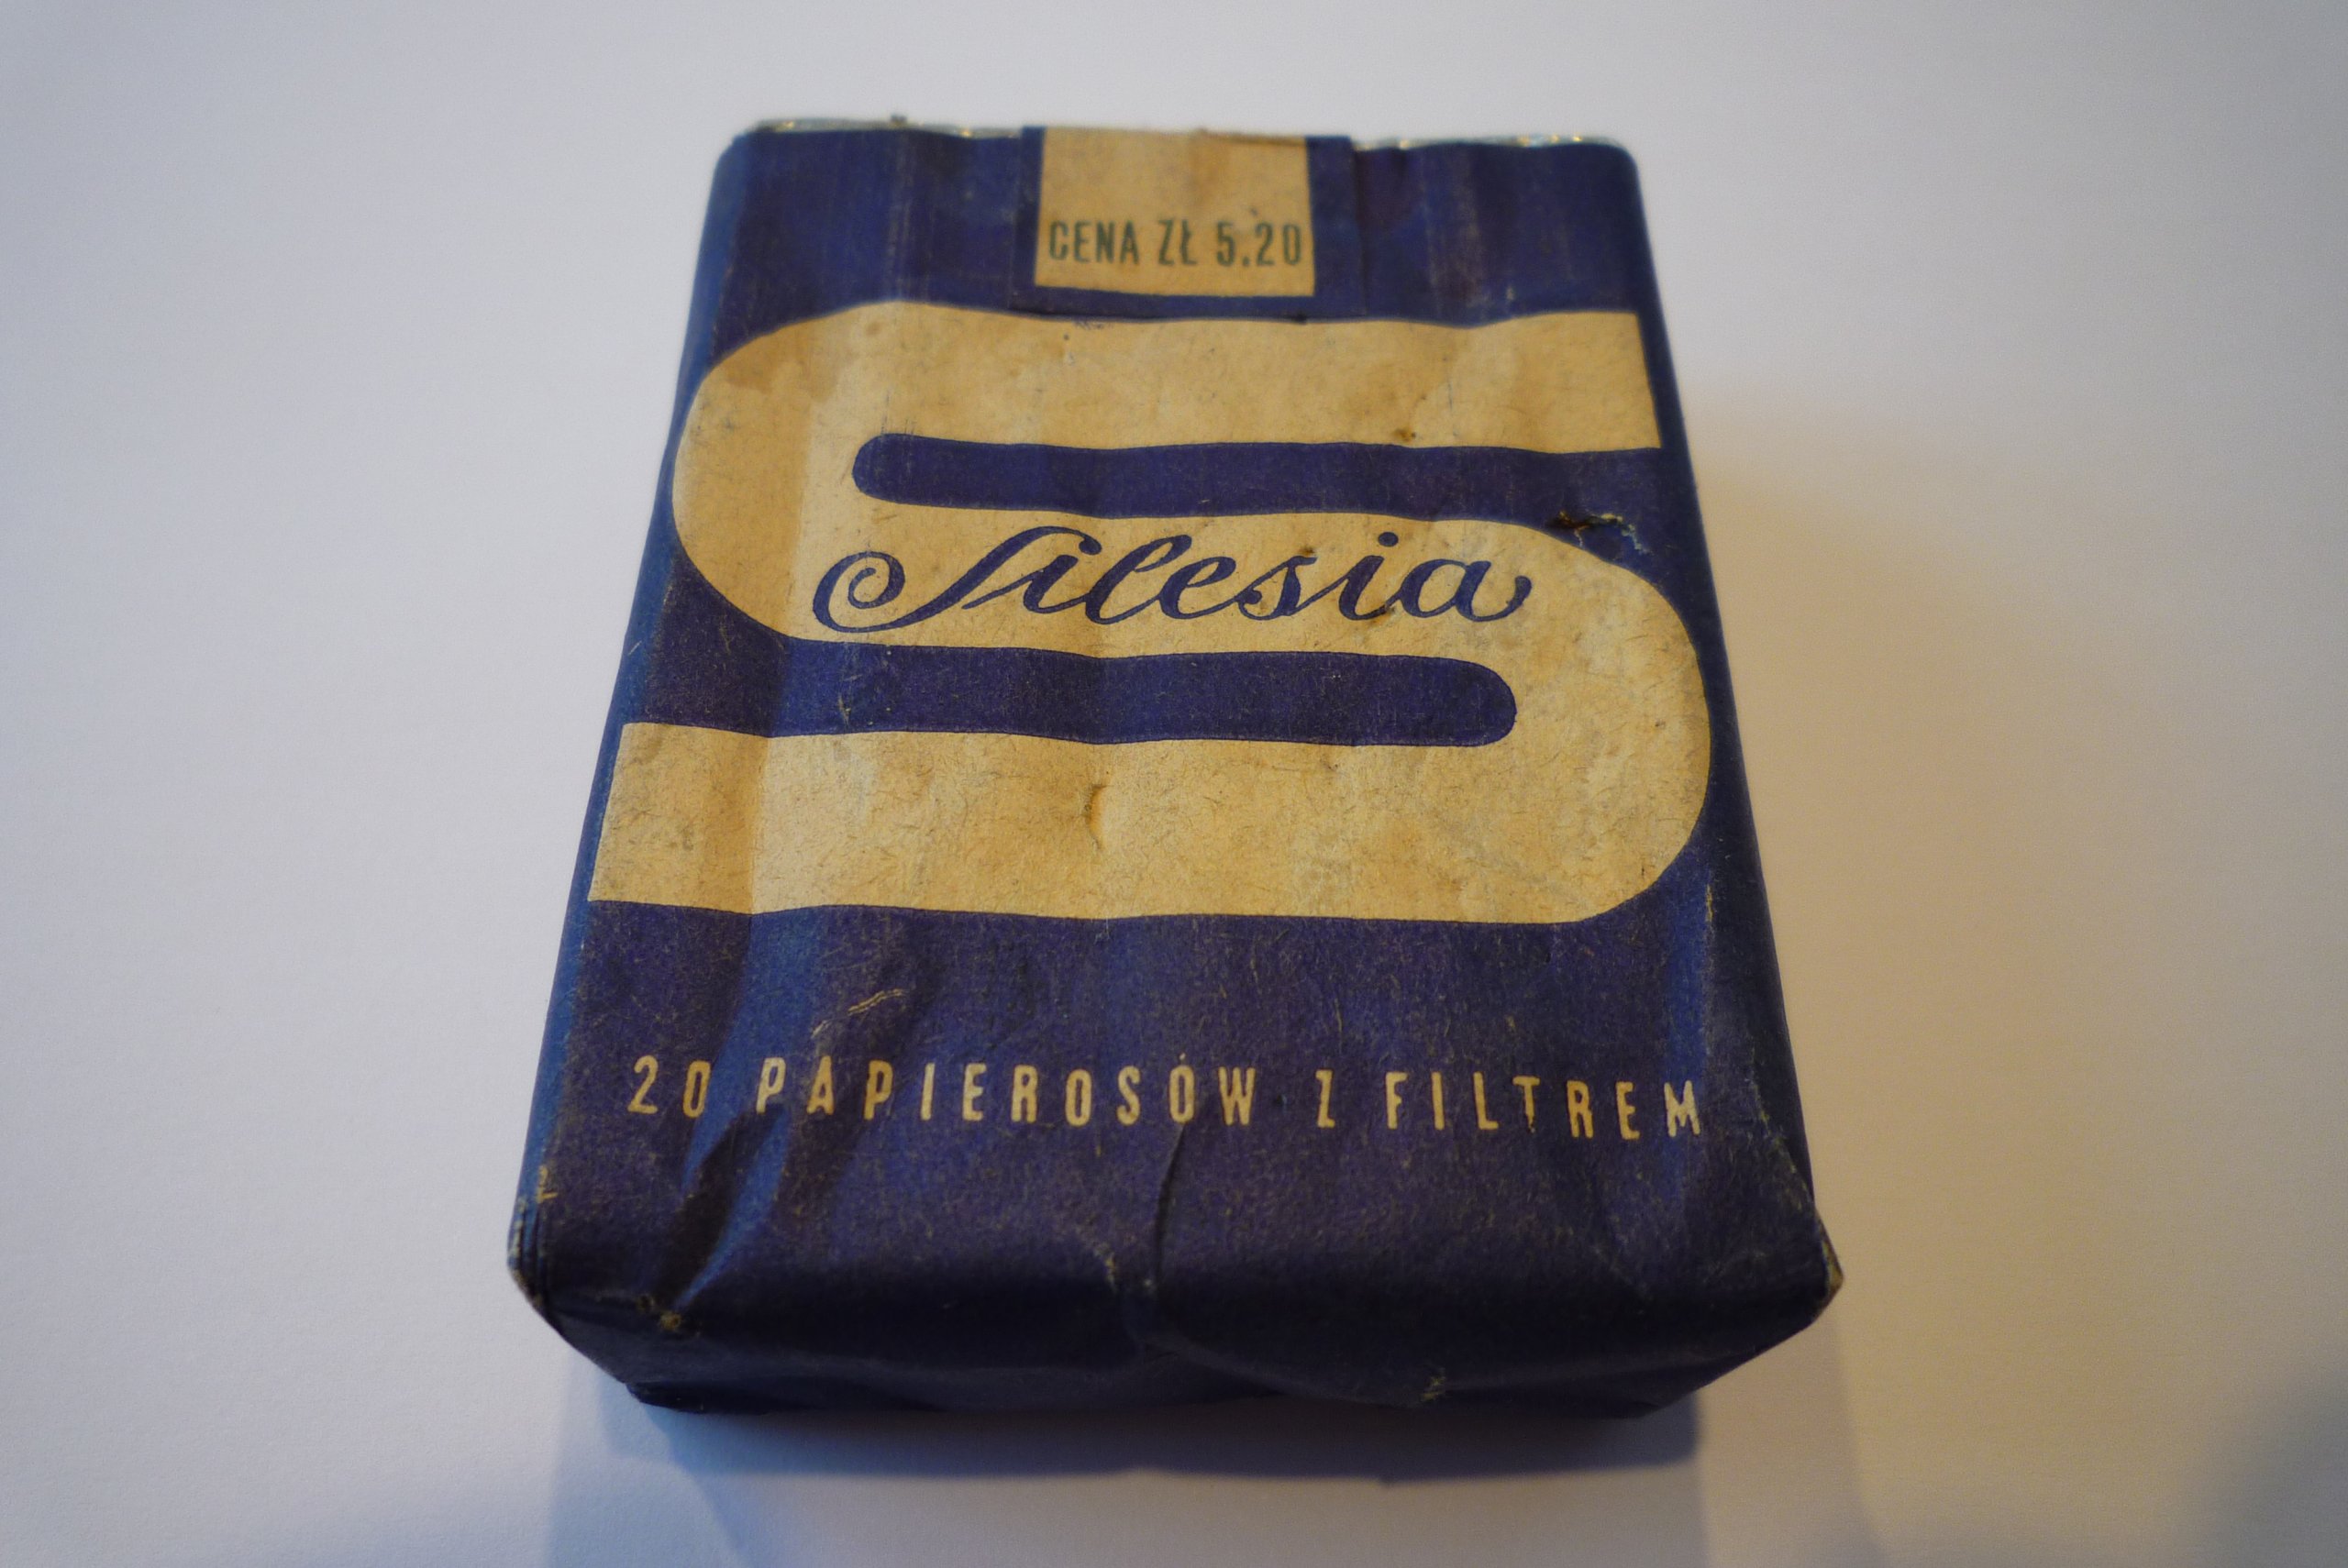 CENA ZŁ 5.20
Silesia
20 PAPIEROSÓW Z FILTREM